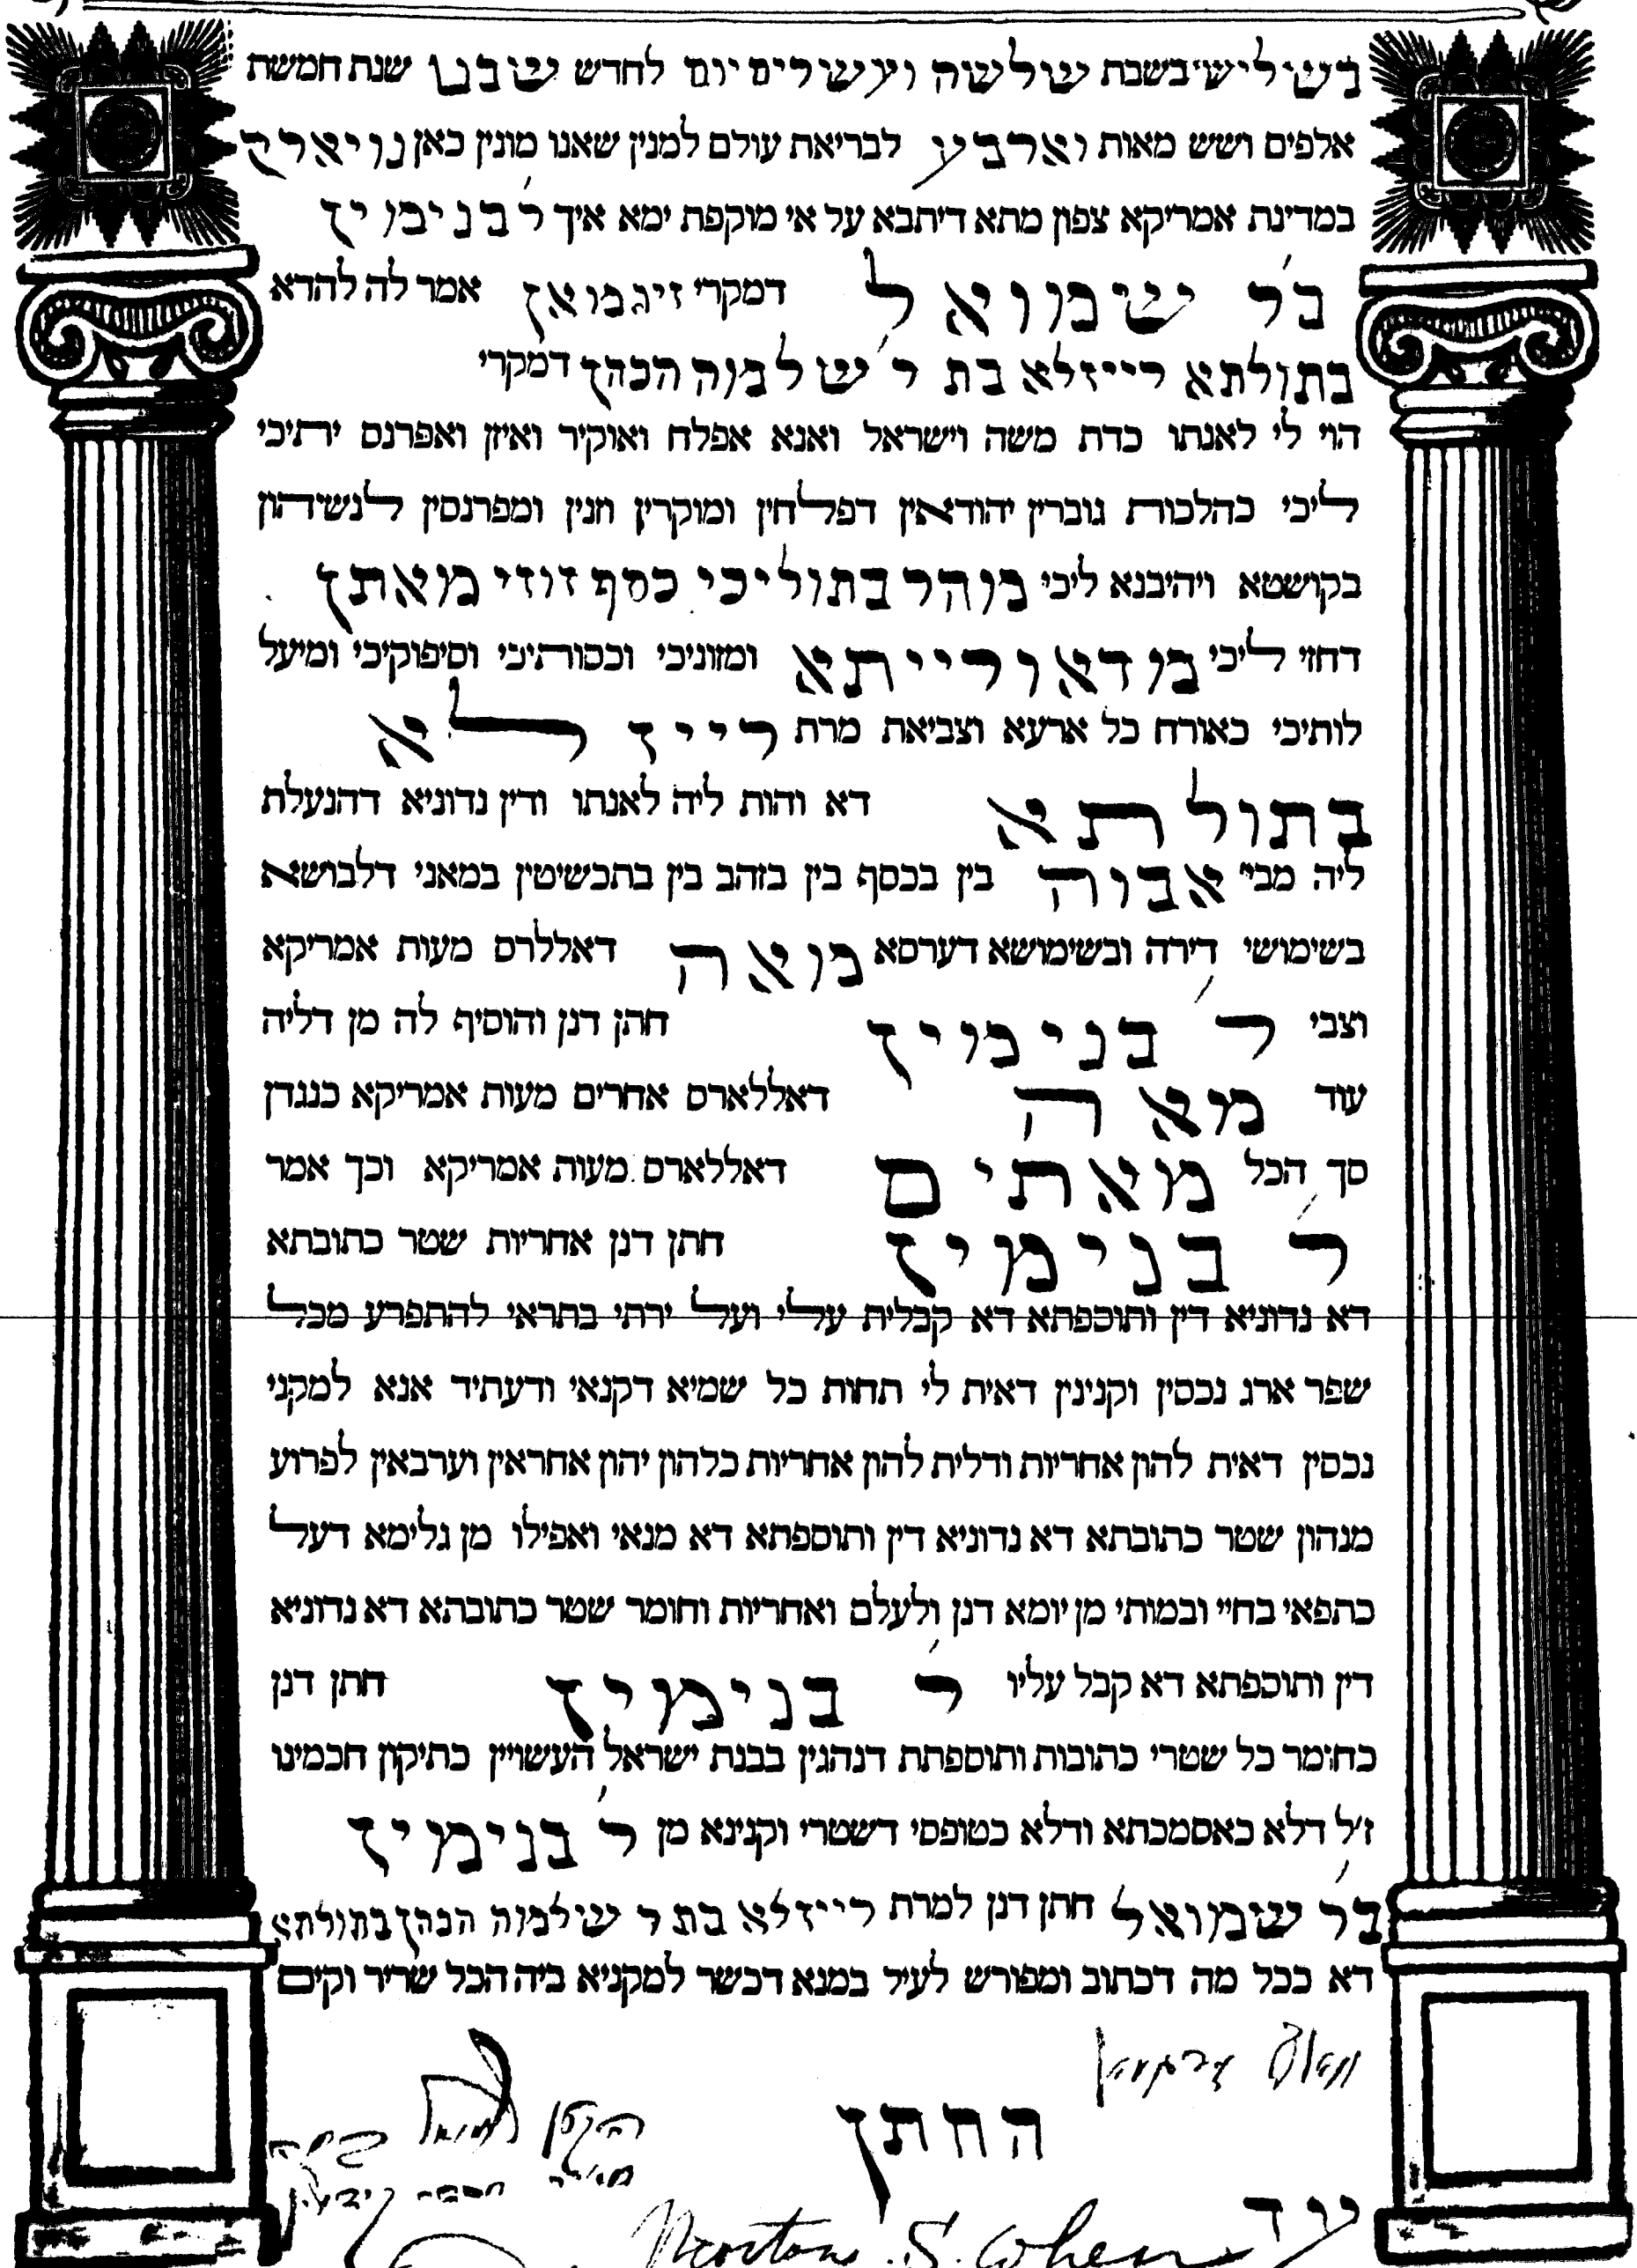 בשלישי בשבת שלשה ועשרים יום לחדש שבט שנת חמשת
אלפים ושש מאות וארבע לבריאת עולם למנין שאנו מונין כאן נויארק
במדינת אמריקא צפון מתא דיתבא על אי מוקפת ימא איך ר' בנימין
בר שמואל דמקרי זיגמאן אמר לה להדא
בתולתא רייזלא בת ר' שלמה הכהן דמקרי
הוי לי לאנתו כדת משה וישראל ואנא אפלח ואוקיר ואיזן ואפרנס יתיכי
ליכי כהלכות גוברין יהודאין דפלחין ומוקרין וזנין ומפרנסין לנשיהון
בקושטא ויהיבנא ליכי מוהר בתוליכי כסף זוזי מאתן
דחזי ליכי מדאורייתא ומזוניכי וכסותיכי וסיפוקיכי ומיעל
לותיכי כאורח כל ארעא וצביאת מרת רייזלא
בתולתא דא והות ליה לאנתו ודין נדוניא דהנעלת
ליה מבי אבוה בין בכסף בין בזהב בין בתכשיטין במאני דלבושא
בשימושי דירה ובשימושא דערסא מאה דאללרס מעות אמריקא
וצבי ר' בנימין חתן דנן והוסיף לה מן דליה
עוד מאה דאללארס אחרים מעות אמריקא כנגדן
סך הכל מאתים דאללארס מעות אמריקא וכך אמר
ר' בנימין חתן דנן אחריות שטר כתובתא
דא נדוניא דין ותוספתא דא קבלית עלי ועל ירתי בתראי להתפרע מכל
שפר ארג נכסין וקנינין דאית לי תחות כל שמיא דקנאי ודעתיד אנא למקני
נכסין דאית להון אחריות ודלית להון אחריות כלהון יהון אחראין וערבאין לפרוע
מנהון שטר כתובתא דא נדוניא דין ותוספתא דא מנאי ואפילו מן גלימא דעל
כתפאי בחיי ובמותי מן יומא דנן ולעלם ואחריות וחומר שטר כתובתא דא נדוניא
דין ותוספתא דא קבל עליו ר' בנימין חתן דנן
כחומר כל שטרי כתובות ותוספתת דנהגין בבנת ישראל העשויין כתיקון חכמינו
ז"ל דלא כאסמכתא ודלא כטופסי דשטרי וקנינא מן ר' בנימין
בר שמואל חתן דנן למרת רייזלא בת ר' שלמה הכהן בתולתא
דא בכל מה דכתוב ומפורש לעיל במנא דכשר למקניא ביה הכל שריר וקים
החתן
עד
Morton S. Cohen